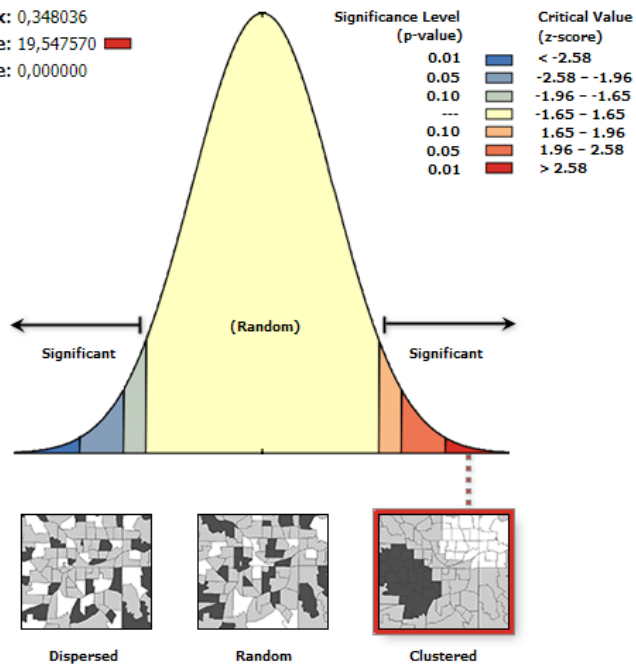 x: 0,348036
e: 19,547570
e: 0,000000
Significance Level
(p-value)
Critical Value
(z-score)
0.01 < -2.58
0.05 -2.58 – -1.96
0.10 -1.96 – -1.65
--- -1.65 – 1.65
0.10 1.65 – 1.96
0.05 1.96 – 2.58
0.01 > 2.58
(Random)
Significant
Significant
Dispersed
Random
Clustered